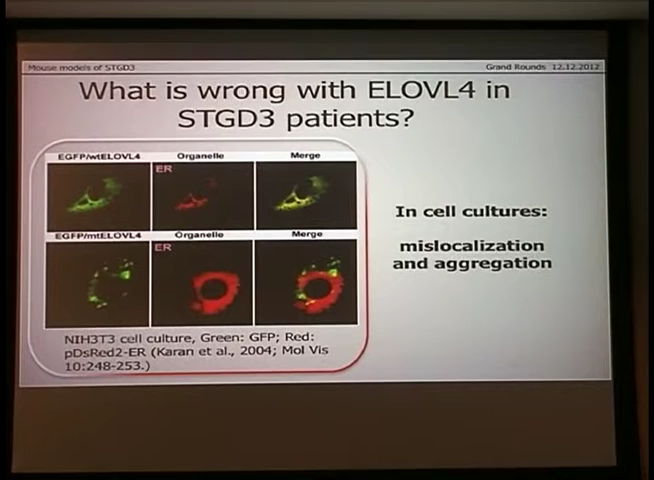 Mouse models of STGD3
Grand Rounds 12.12.2012
What is wrong with ELOVL4 in
STGD3 patients?
EGFP/wtELOVL4 Organelle Merge
ER
EGFP/mtELOVL4 Organelle Merge
ER
NIH3T3 cell culture, Green: GFP; Red:
pDsRed2-ER (Karan et al., 2004; Mol Vis
10:248-253.)
In cell cultures:
mislocalization
and aggregation